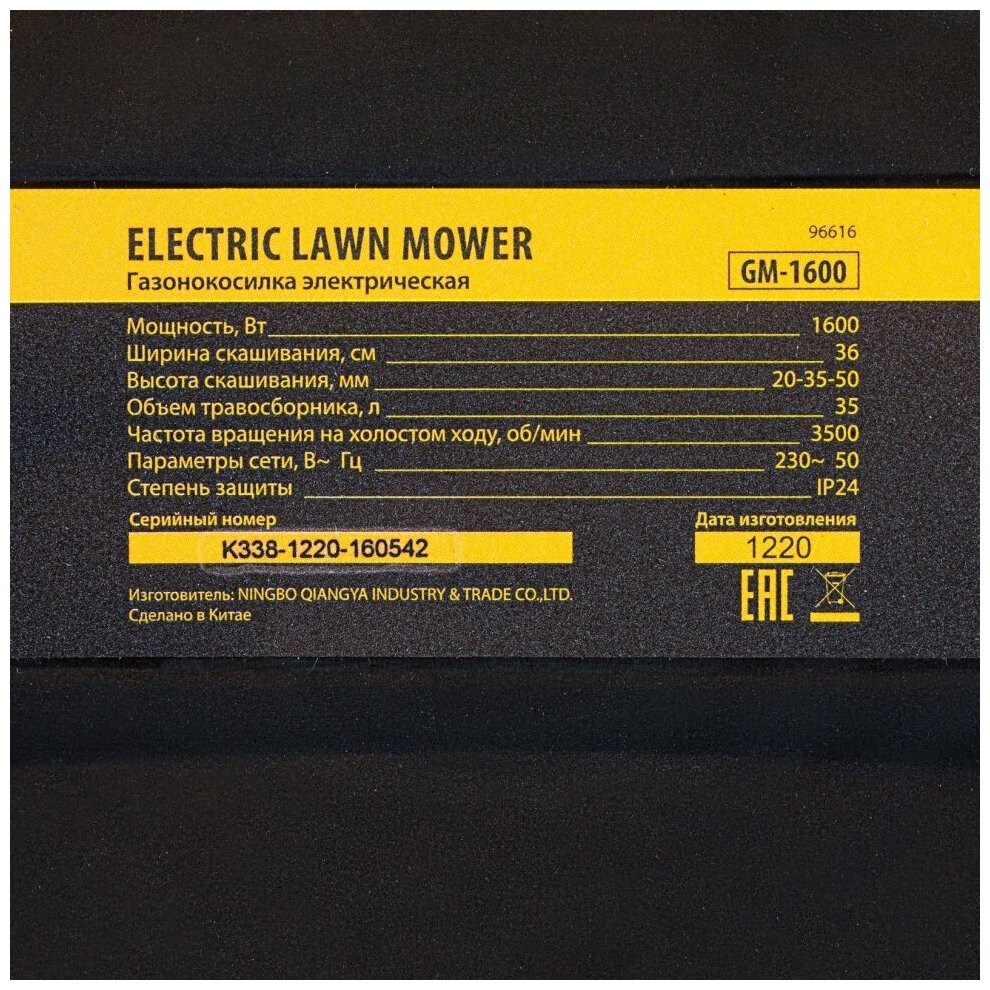 ELECTRIC LAWN MOWER
96616
Газонокосилка электрическая
GM-1600
Мощность, Вт 1600
Ширина скашивания, см 36
Высота скашивания, мм 20-35-50
Объем травосборника, л 35
Частота вращения на холостом ходу, об/мин 3500
Параметры сети, В~ Гц 230~ 50
Степень защиты IP24
Серийный номер
Дата изготовления
K338-1220-160542
1220
Изготовитель: NINGBO QIANGYA INDUSTRY & TRADE CO.,LTD.
Сделано в Китае
EAC